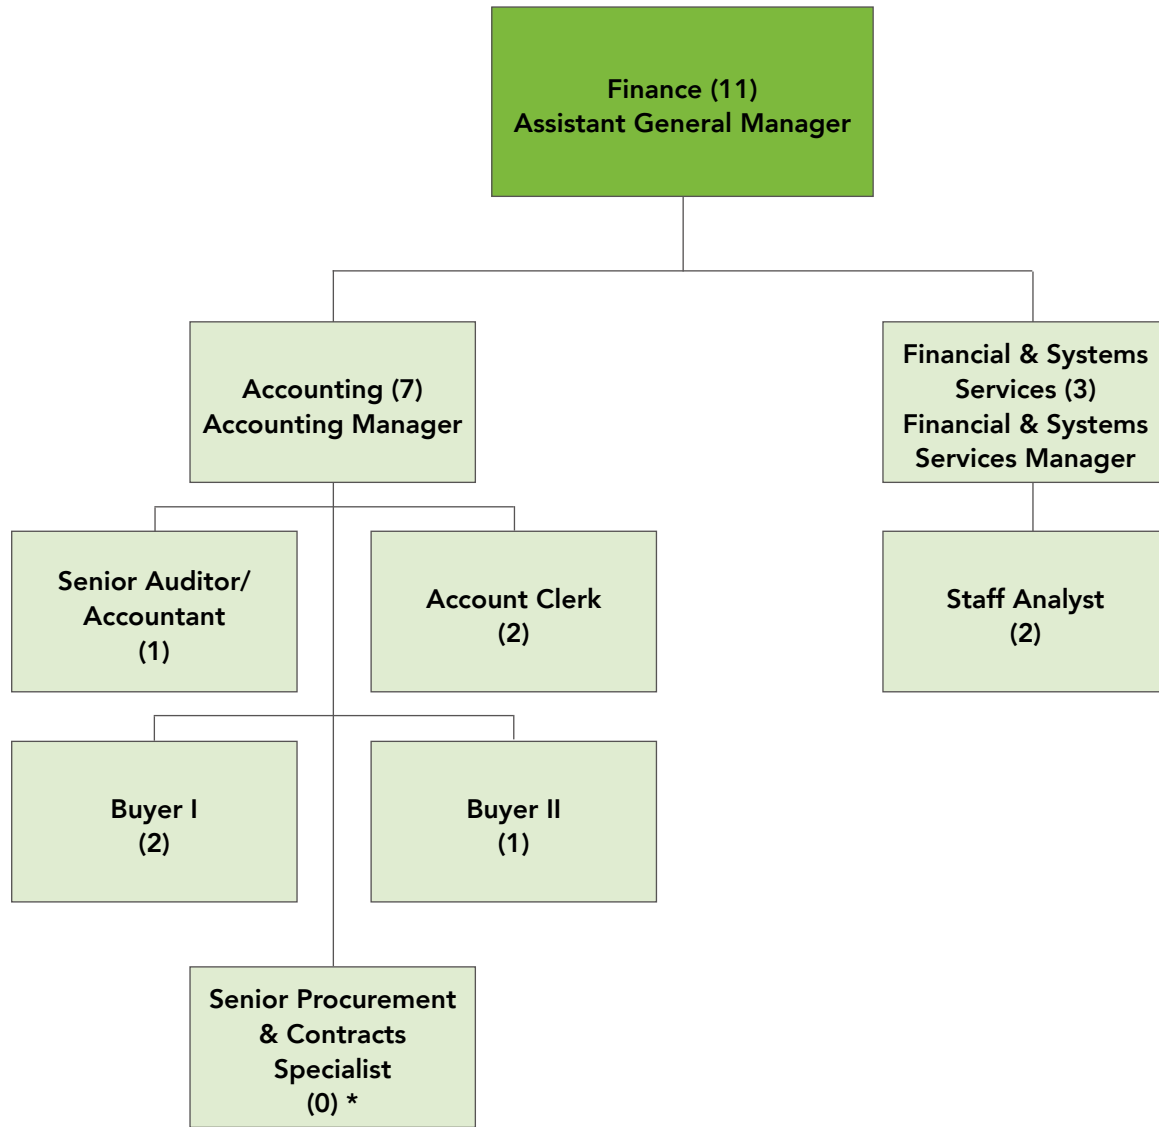 Finance (11)
Assistant General Manager
Accounting (7)
Accounting Manager
Financial & Systems
Services (3)
Financial & Systems
Services Manager
Senior Auditor/
Accountant
(1)
Account Clerk
(2)
Staff Analyst
(2)
Buyer I
(2)
Buyer II
(1)
Senior Procurement
& Contracts
Specialist
(0) *